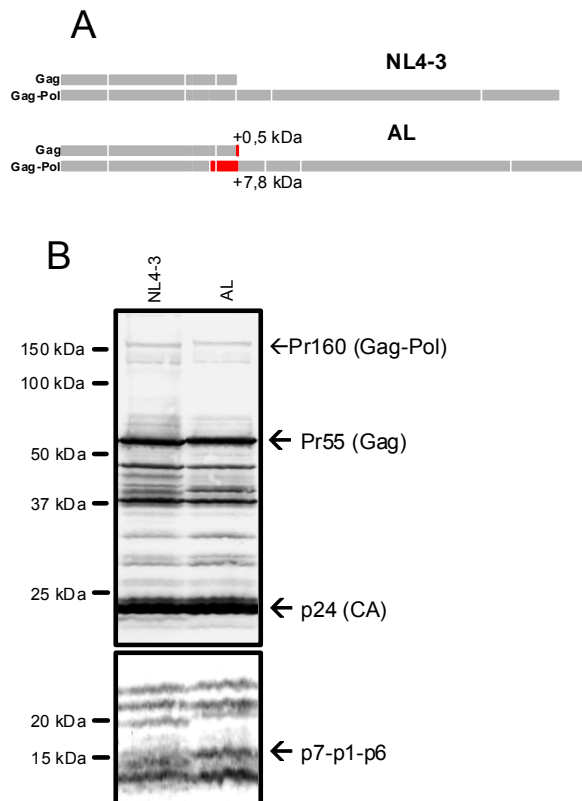 A
NL4-3
Gag
Gag-Pol
AL
+0,5 kDa
Gag
Gag-Pol
+7,8 kDa
B
NL4-3
AL
150 kDa
←Pr160 (Gag-Pol)
100 kDa
← Pr55 (Gag)
50 kDa
37 kDa
25 kDa
← p24 (CA)
20 kDa
← p7-p1-p6
15 kDa